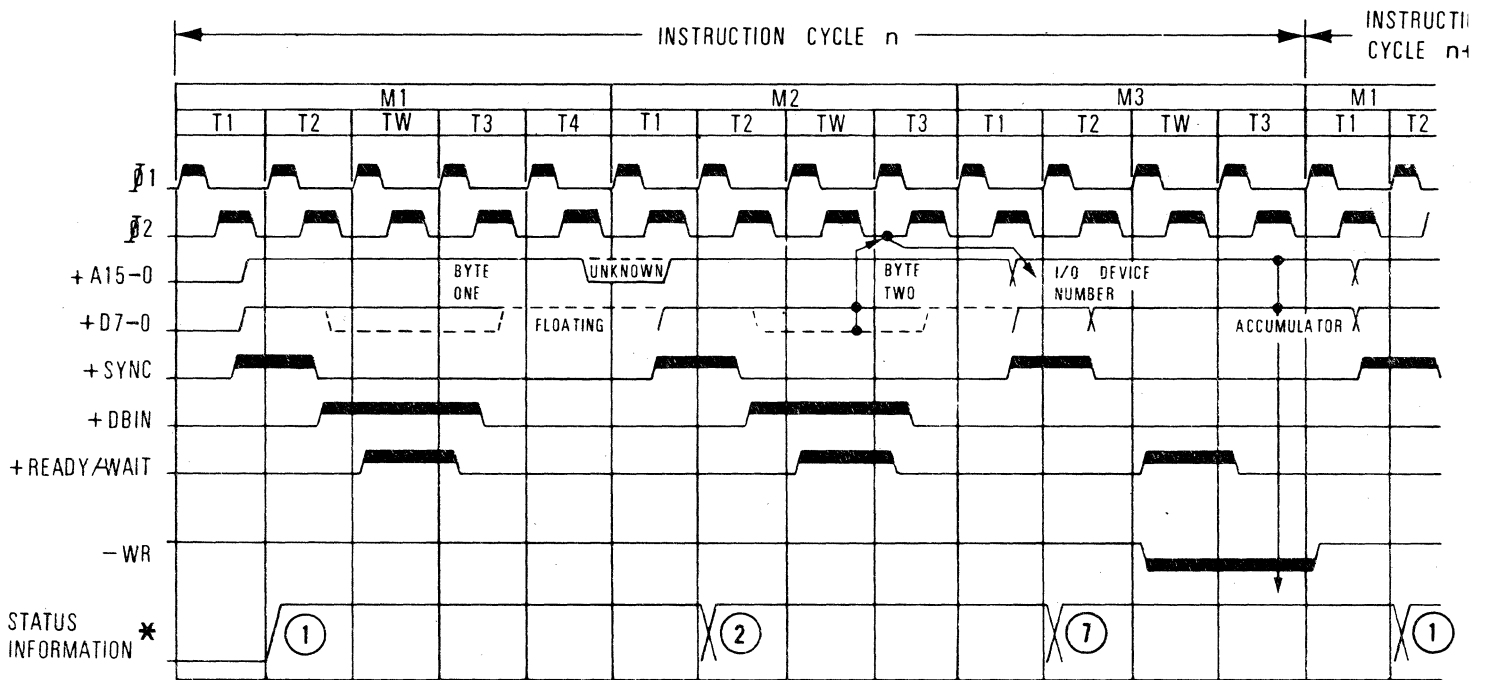 INSTRUCTION CYCLE n
INSTRUCTI
CYCLE n+
M1 M2 M3 M1
T1 T2 TW T3 T4 T1 T2 TW T3 T1 T2 TW T3 T1 T2
ϕ1
ϕ2
+A15-0
BYTE
ONE
UNKNOWN
BYTE
TWO
I/O DEVICE
NUMBER
+D7-0
FLOATING
ACCUMULATOR
+SYNC
+DBIN
+READY/WAIT
-WR
STATUS
INFORMATION *
1 2 7 1